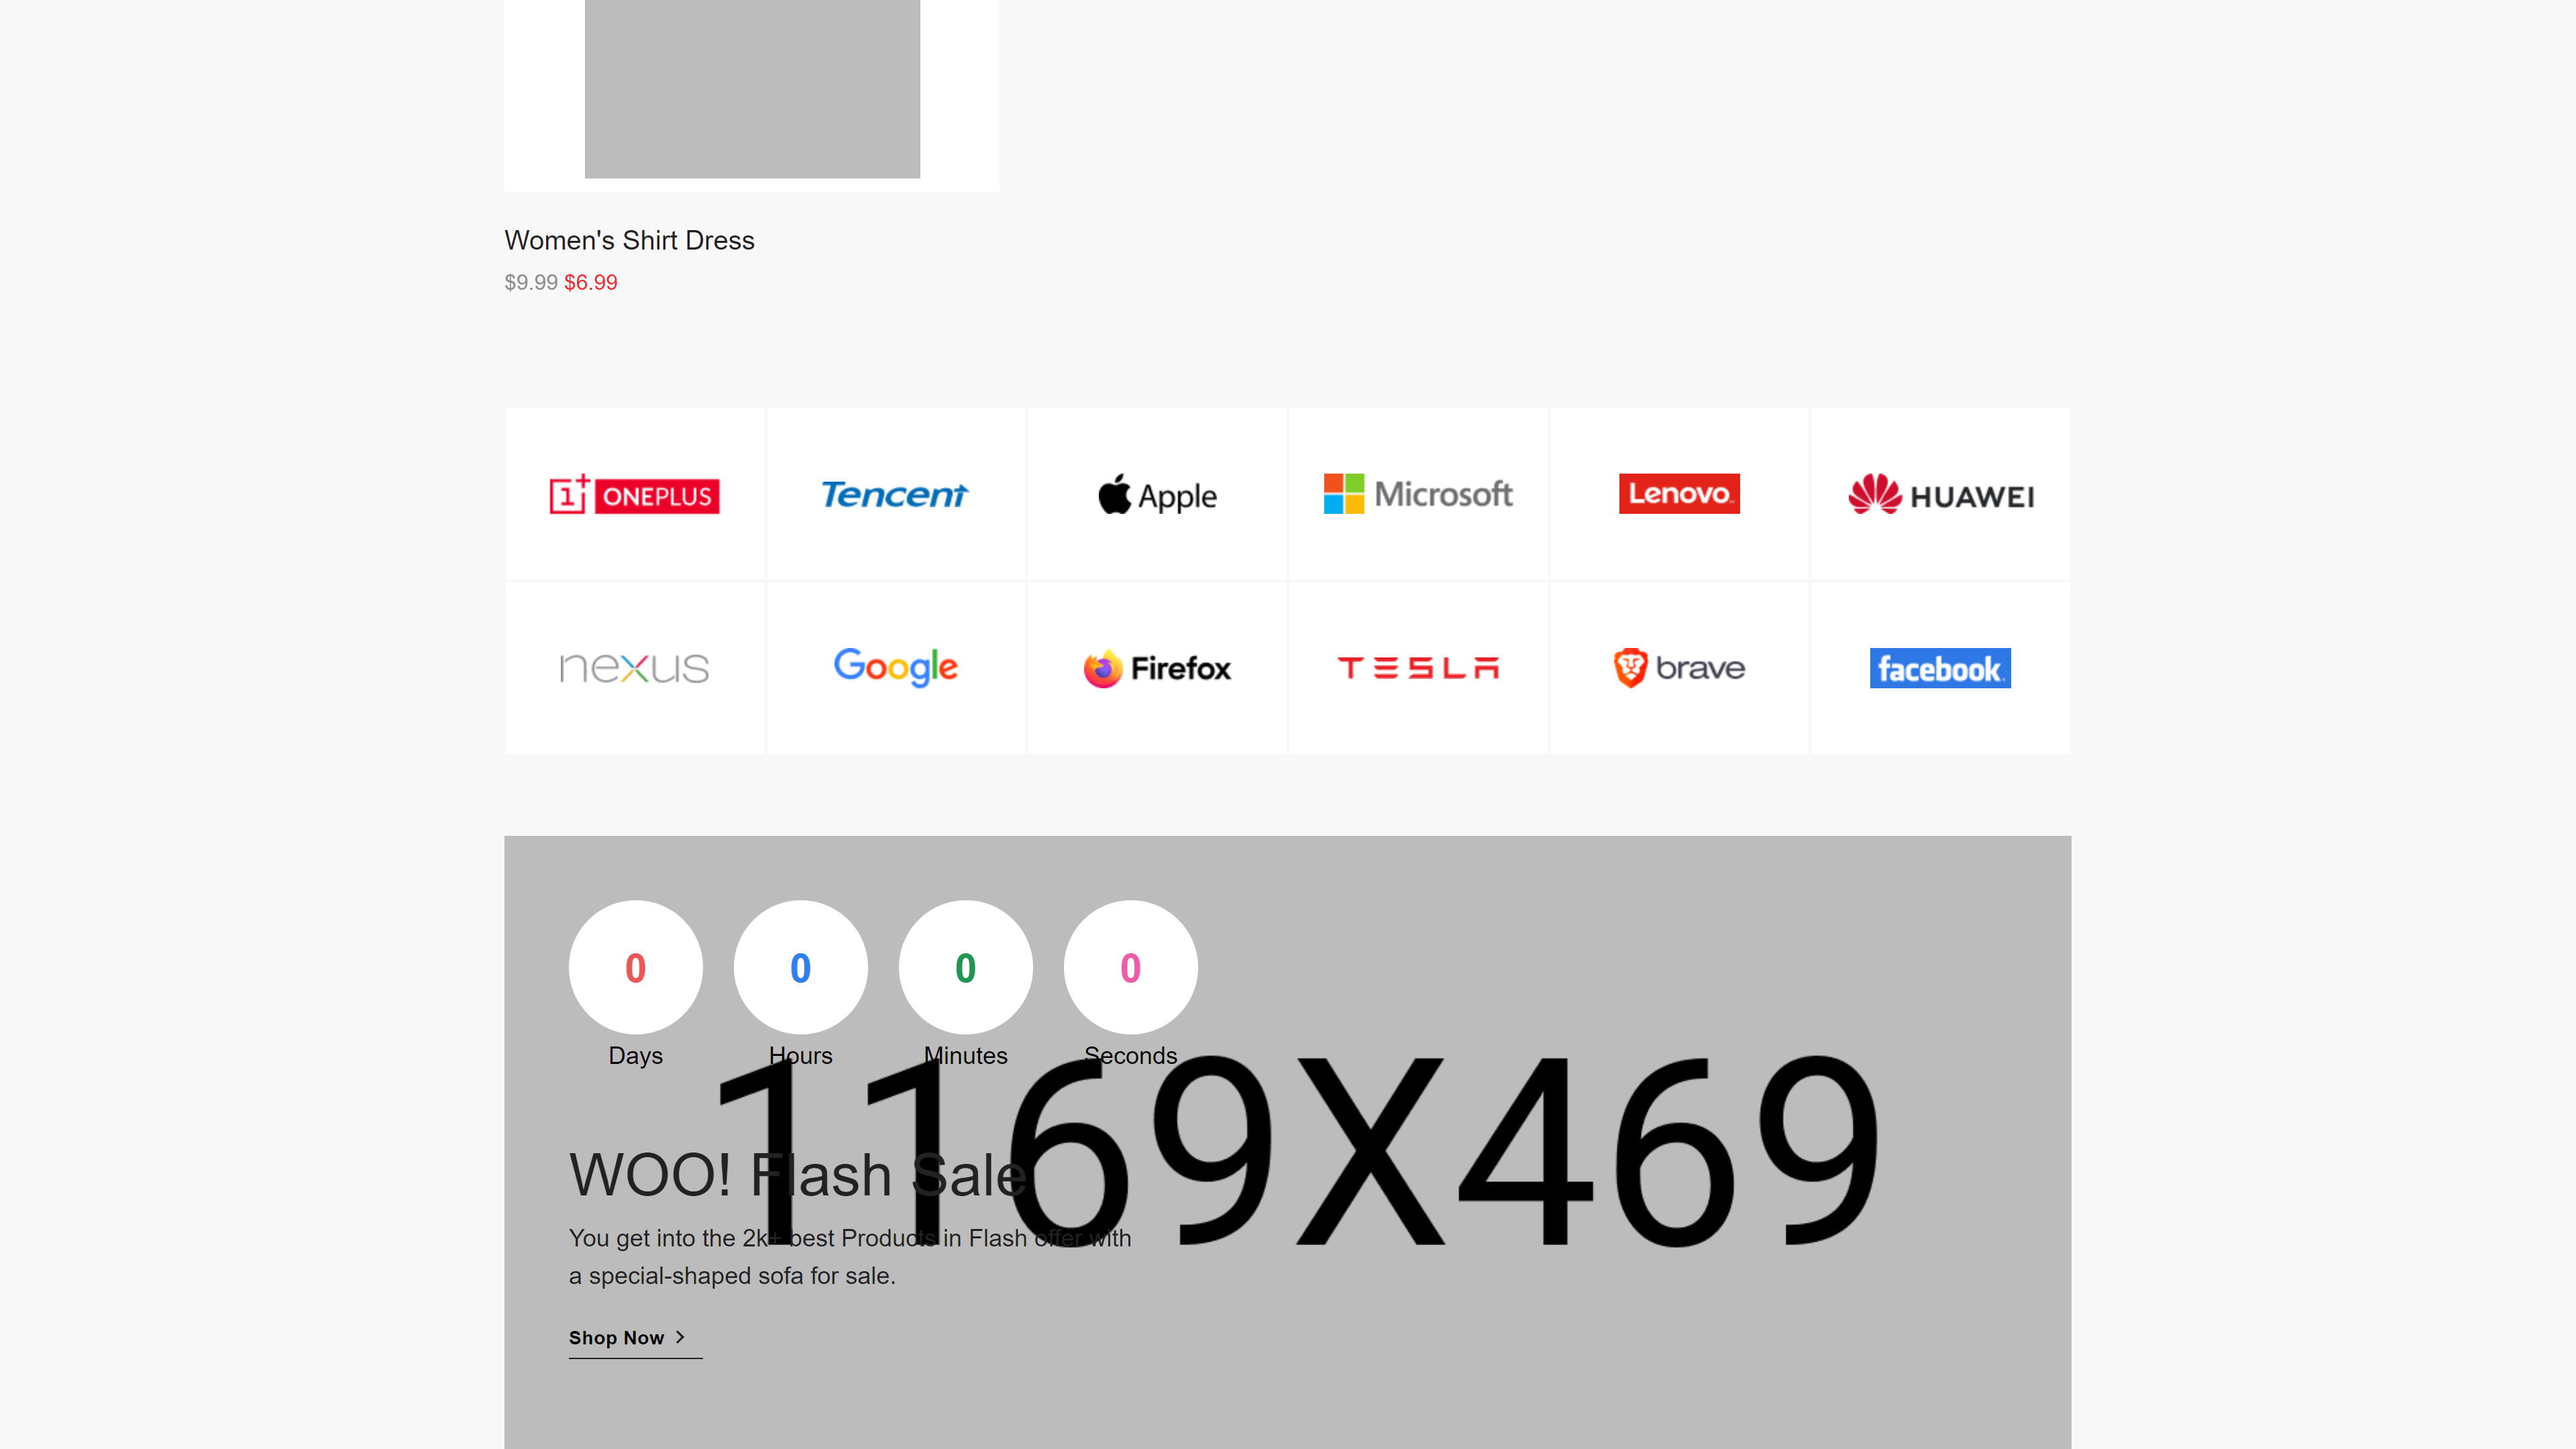 Women's Shirt Dress
$9.99 $6.99
1+ ONEPLUS
Tencent
Apple
Microsoft
Lenovo
HUAWEI
nexus
Google
Firefox
TESLA
brave
facebook
0 0 0 0
Days Hours Minutes Seconds
1169X469
WOO! Flash Sale
You get into the 2k+ best Products in Flash offer with
a special-shaped sofa for sale.
Shop Now